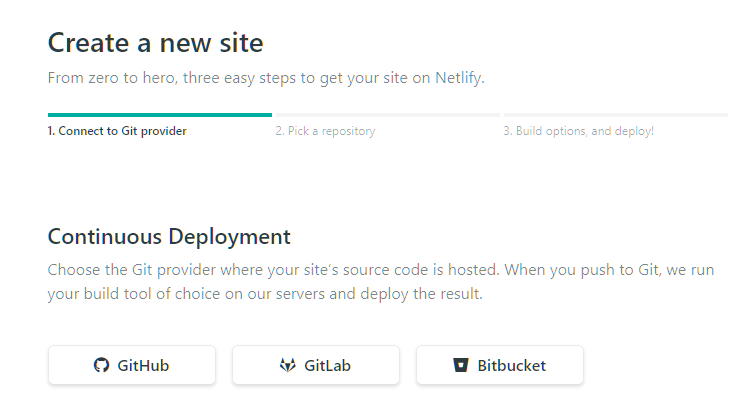 Create a new site
From zero to hero, three easy steps to get your site on Netlify.
1. Connect to Git provider
2. Pick a repository
3. Build options, and deploy!
Continuous Deployment
Choose the Git provider where your site's source code is hosted. When you push to Git, we run
your build tool of choice on our servers and deploy the result.
GitHub
GitLab
Bitbucket